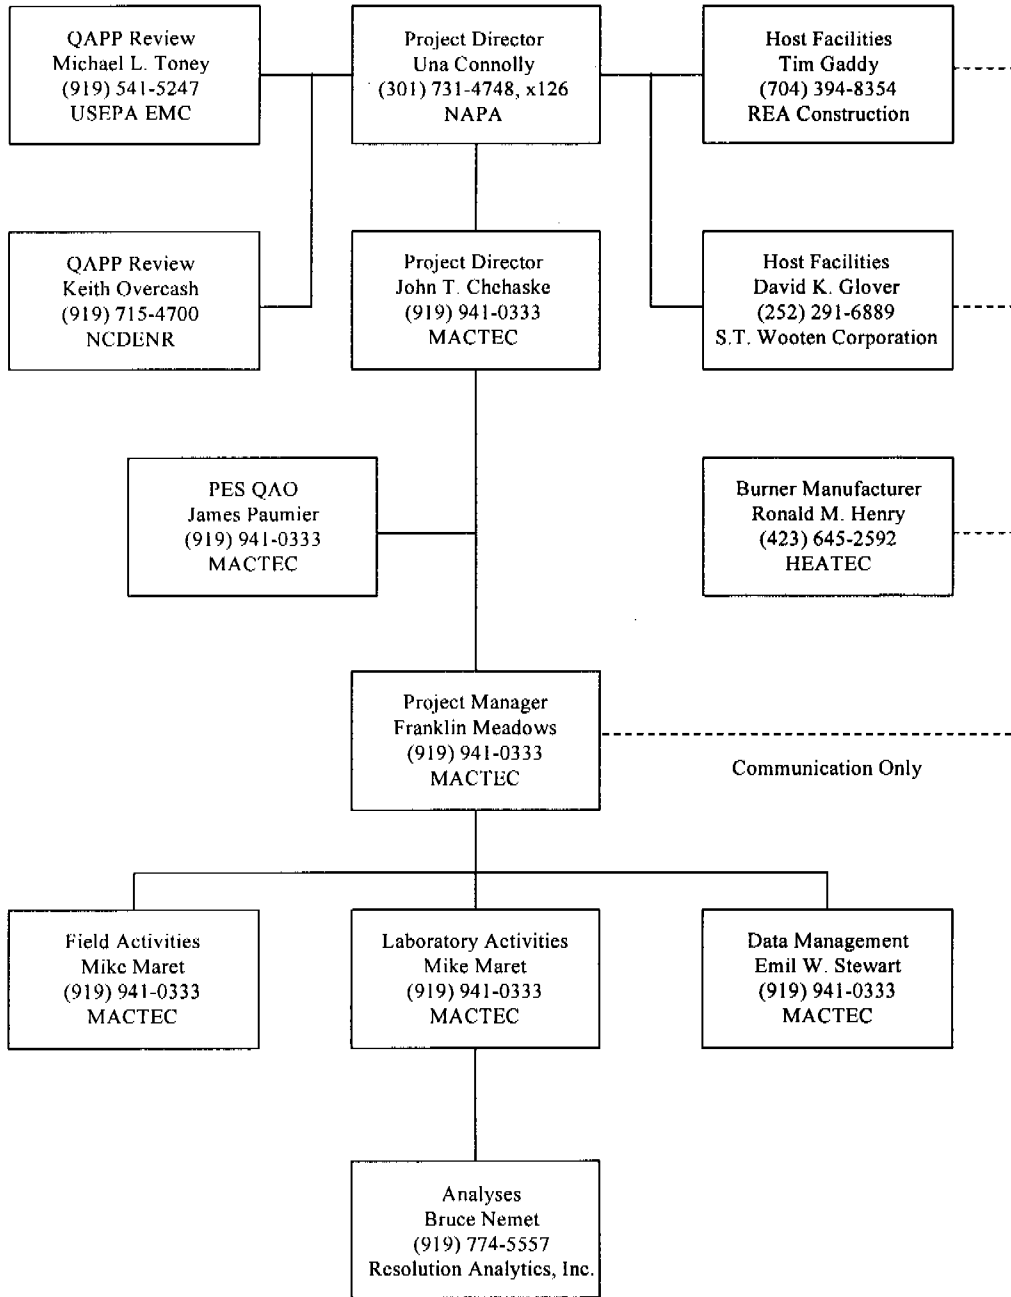 QAPP Review
Michael L. Toney
(919) 541-5247
USEPA EMC
Project Director
Una Connolly
(301) 731-4748, x126
NAPA
Host Facilities
Tim Gaddy
(704) 394-8354
REA Construction
QAPP Review
Keith Overcash
(919) 715-4700
NCDENR
Project Director
John T. Chehaske
(919) 941-0333
MACTEC
Host Facilities
David K. Glover
(252) 291-6889
S.T. Wooten Corporation
PES QAO
James Paumier
(919) 941-0333
MACTEC
Burner Manufacturer
Ronald M. Henry
(423) 645-2592
HEATEC
Project Manager
Franklin Meadows
(919) 941-0333
MACTEC
Communication Only
Field Activities
Mike Maret
(919) 941-0333
MACTEC
Laboratory Activities
Mike Maret
(919) 941-0333
MACTEC
Data Management
Emil W. Stewart
(919) 941-0333
MACTEC
Analyses
Bruce Nemet
(919) 774-5557
Resolution Analytics, Inc.